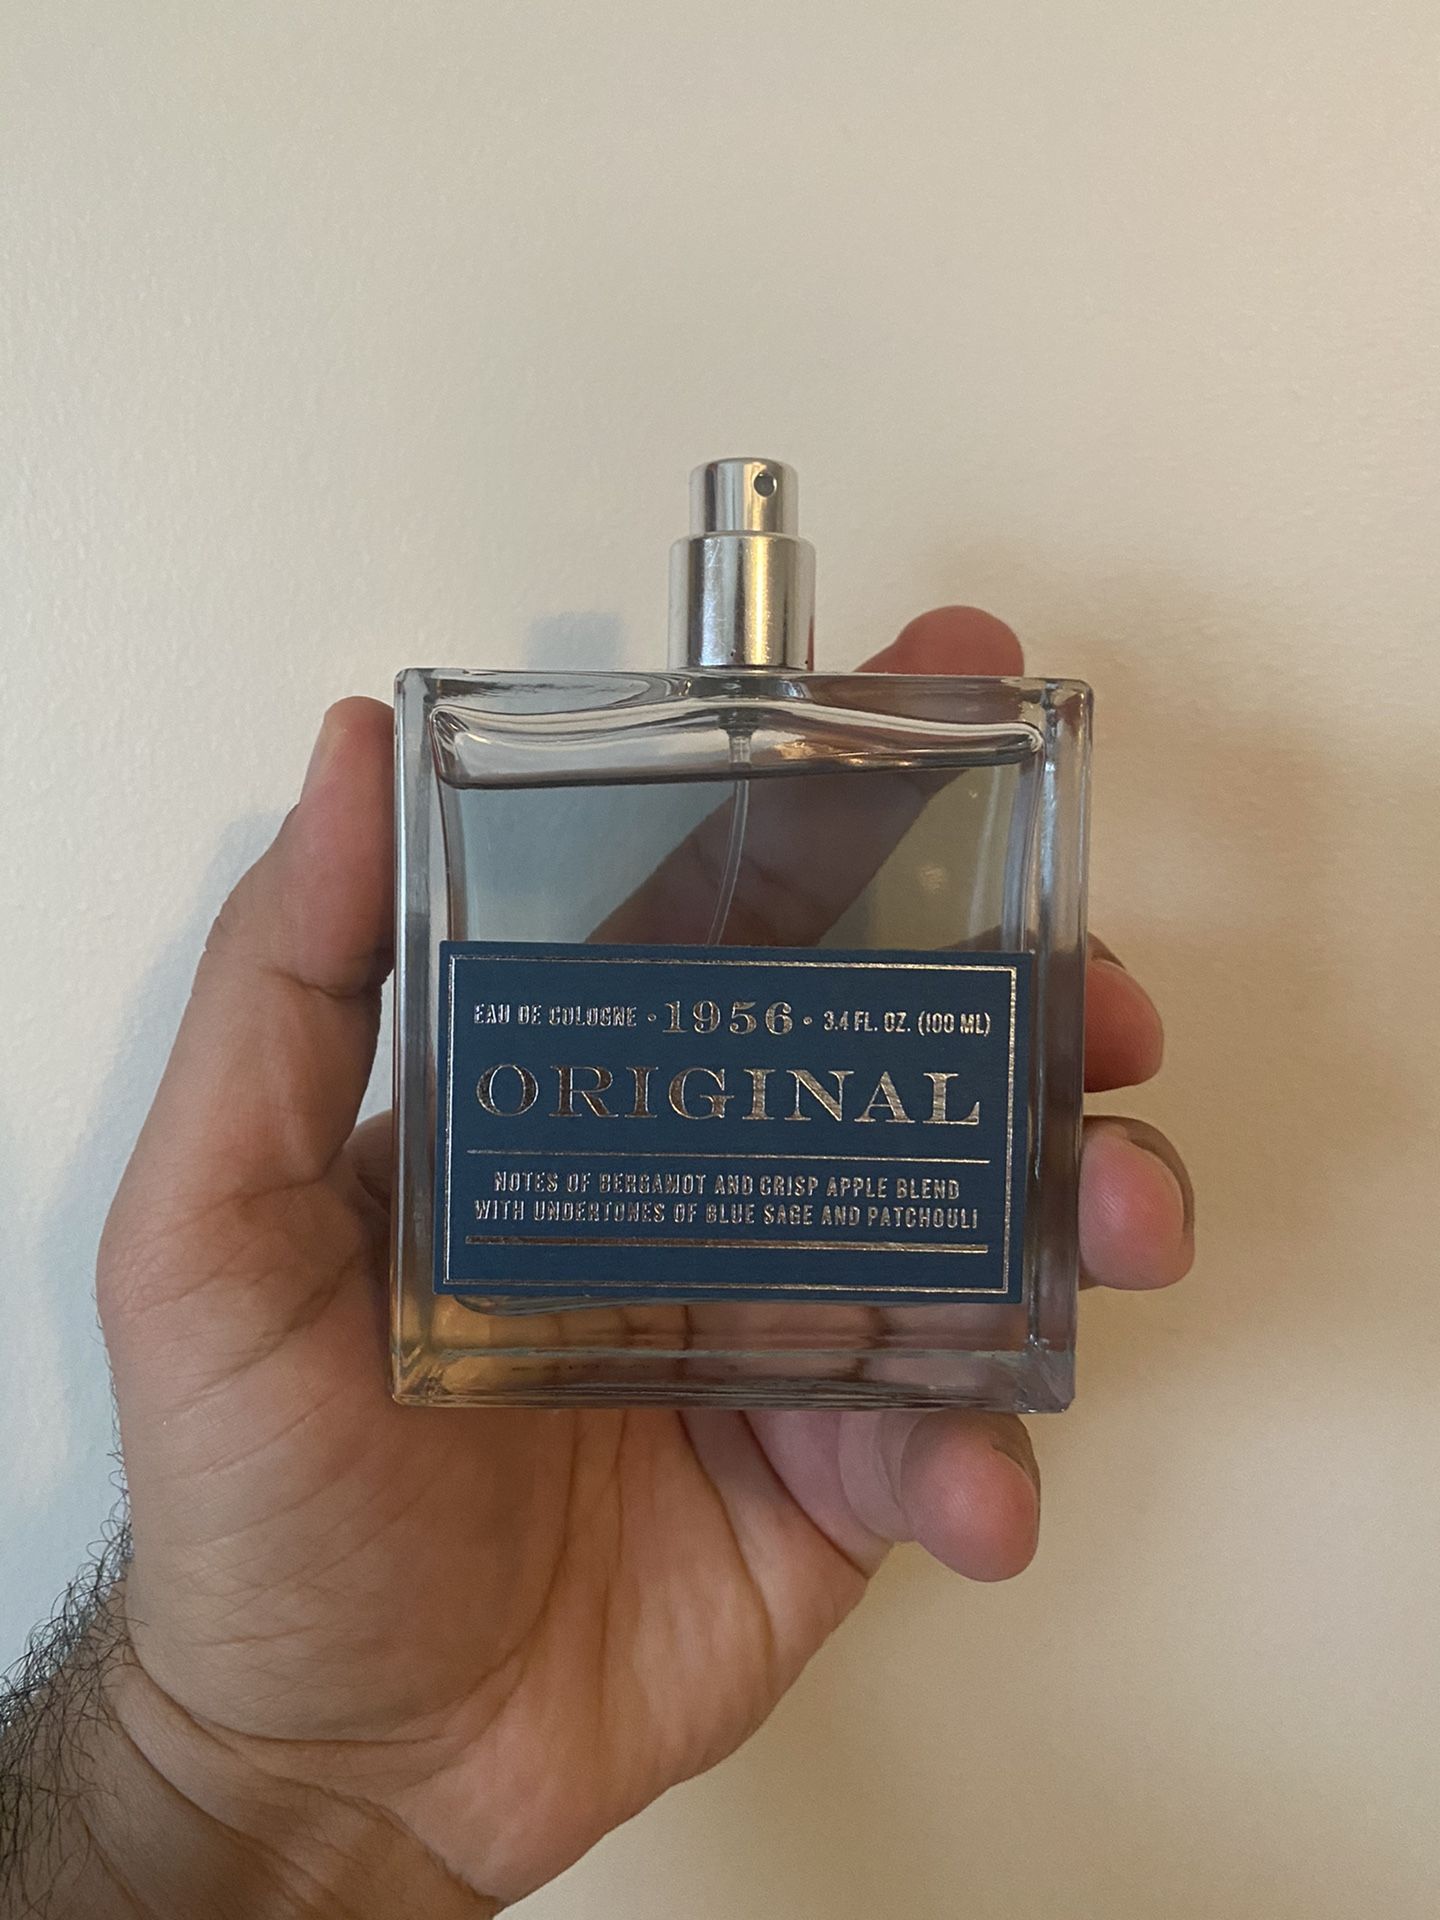 EAU DE COLOGNE • 1956 • 3.4 FL. OZ. (100 ML)
ORIGINAL
NOTES OF BERGAMOT AND CRISP APPLE BLEND
WITH UNDERTONES OF BLUE SAGE AND PATCHOULI